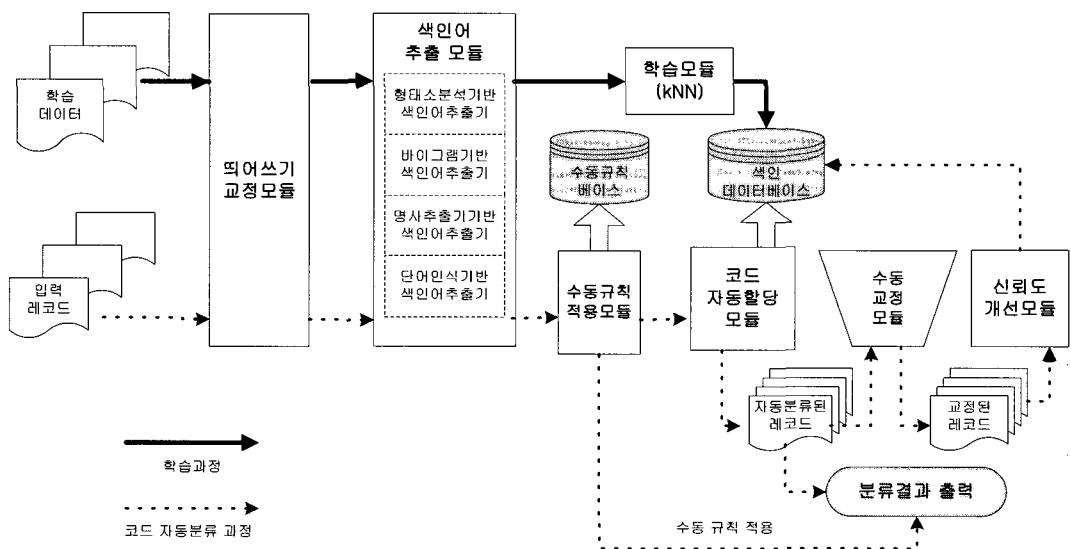 학습
데이터
입력
레코드
띄어쓰기
교정모듈
색인어
추출 모듈
형태소분석기반
색인어추출기
바이그램기반
색인어추출기
명사추출기기반
색인어추출기
단어인식기반
색인어추출기
학습모듈
(kNN)
수동규칙
베이스
색인
데이터베이스
수동규칙
적용모듈
코드
자동할당
모듈
수동
교정
모듈
신뢰도
개선모듈
자동분류된
레코드
교정된
레코드
분류결과 출력
수동 규칙 적용
학습과정
코드 자동분류 과정